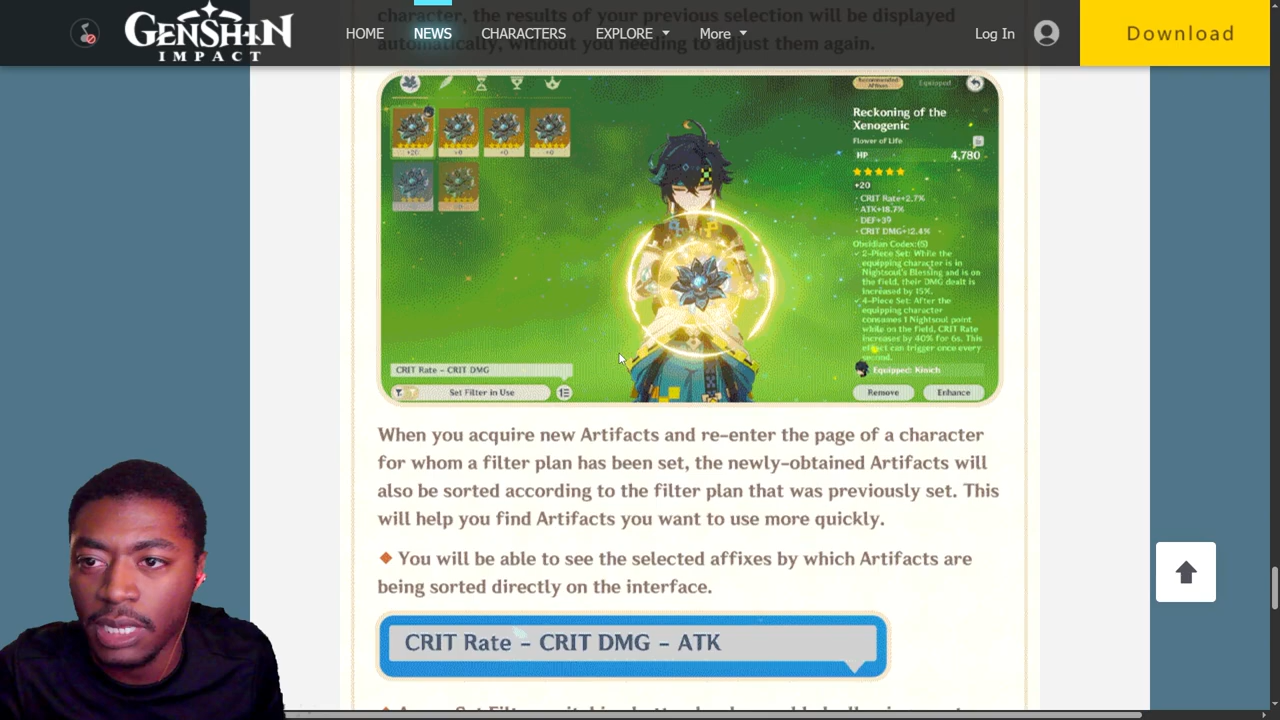 character, the results of your previous selection will be displayed
GENSHIN
IMPACT
HOME
NEWS
CHARACTERS
EXPLORE
More
Log In
Download
automatically, without you needing to adjust them again.
Recommended
Affixes
Equipped
Reckoning of the
Xenogenic
Flower of Life
HP 4,780
+20
· CRIT Rate+2.7%
· ATK+18.7%
· DEF+39
· CRIT DMG+12.4%
Obsidian Codex:(5)
✓ 2-Piece Set: While the
equipping character is in
Nightsoul's Blessing and is on
the field, their DMG dealt is
increased by 15%.
✓ 4-Piece Set: After the
equipping character
consumes 1 Nightsoul point
while on the field, CRIT Rate
increases by 40% for 6s. This
effect can trigger once every
second.
Equipped: Kinich
Remove
Enhance
+20
+0
+0
+0
CRIT Rate – CRIT DMG
Set Filter in Use
When you acquire new Artifacts and re-enter the page of a character
for whom a filter plan has been set, the newly-obtained Artifacts will
also be sorted according to the filter plan that was previously set. This
will help you find Artifacts you want to use more quickly.
◆ You will be able to see the selected affixes by which Artifacts are
being sorted directly on the interface.
CRIT Rate – CRIT DMG – ATK